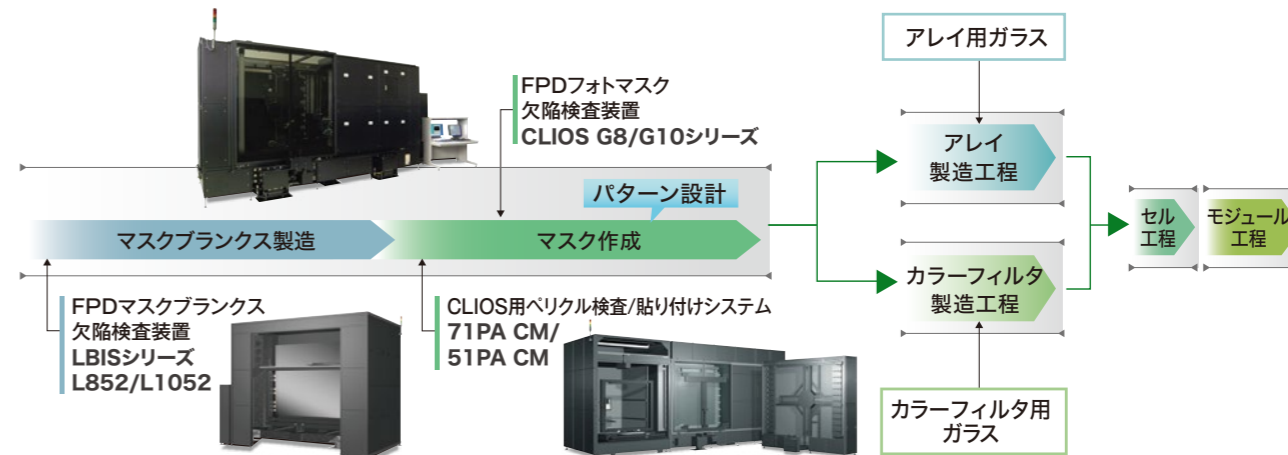 アレイ用ガラス
FPDフォトマスク
欠陥検査装置
CLIOS G8/G10シリーズ
アレイ
製造工程
パターン設計
マスクブランクス製造
マスク作成
セル
工程
モジュール
工程
カラーフィルタ
製造工程
FPDマスクブランクス
欠陥検査装置
LBISシリーズ
L852/L1052
CLIOS用ペリクル検査/貼り付けシステム
71PA CM/
51PA CM
カラーフィルタ用
ガラス